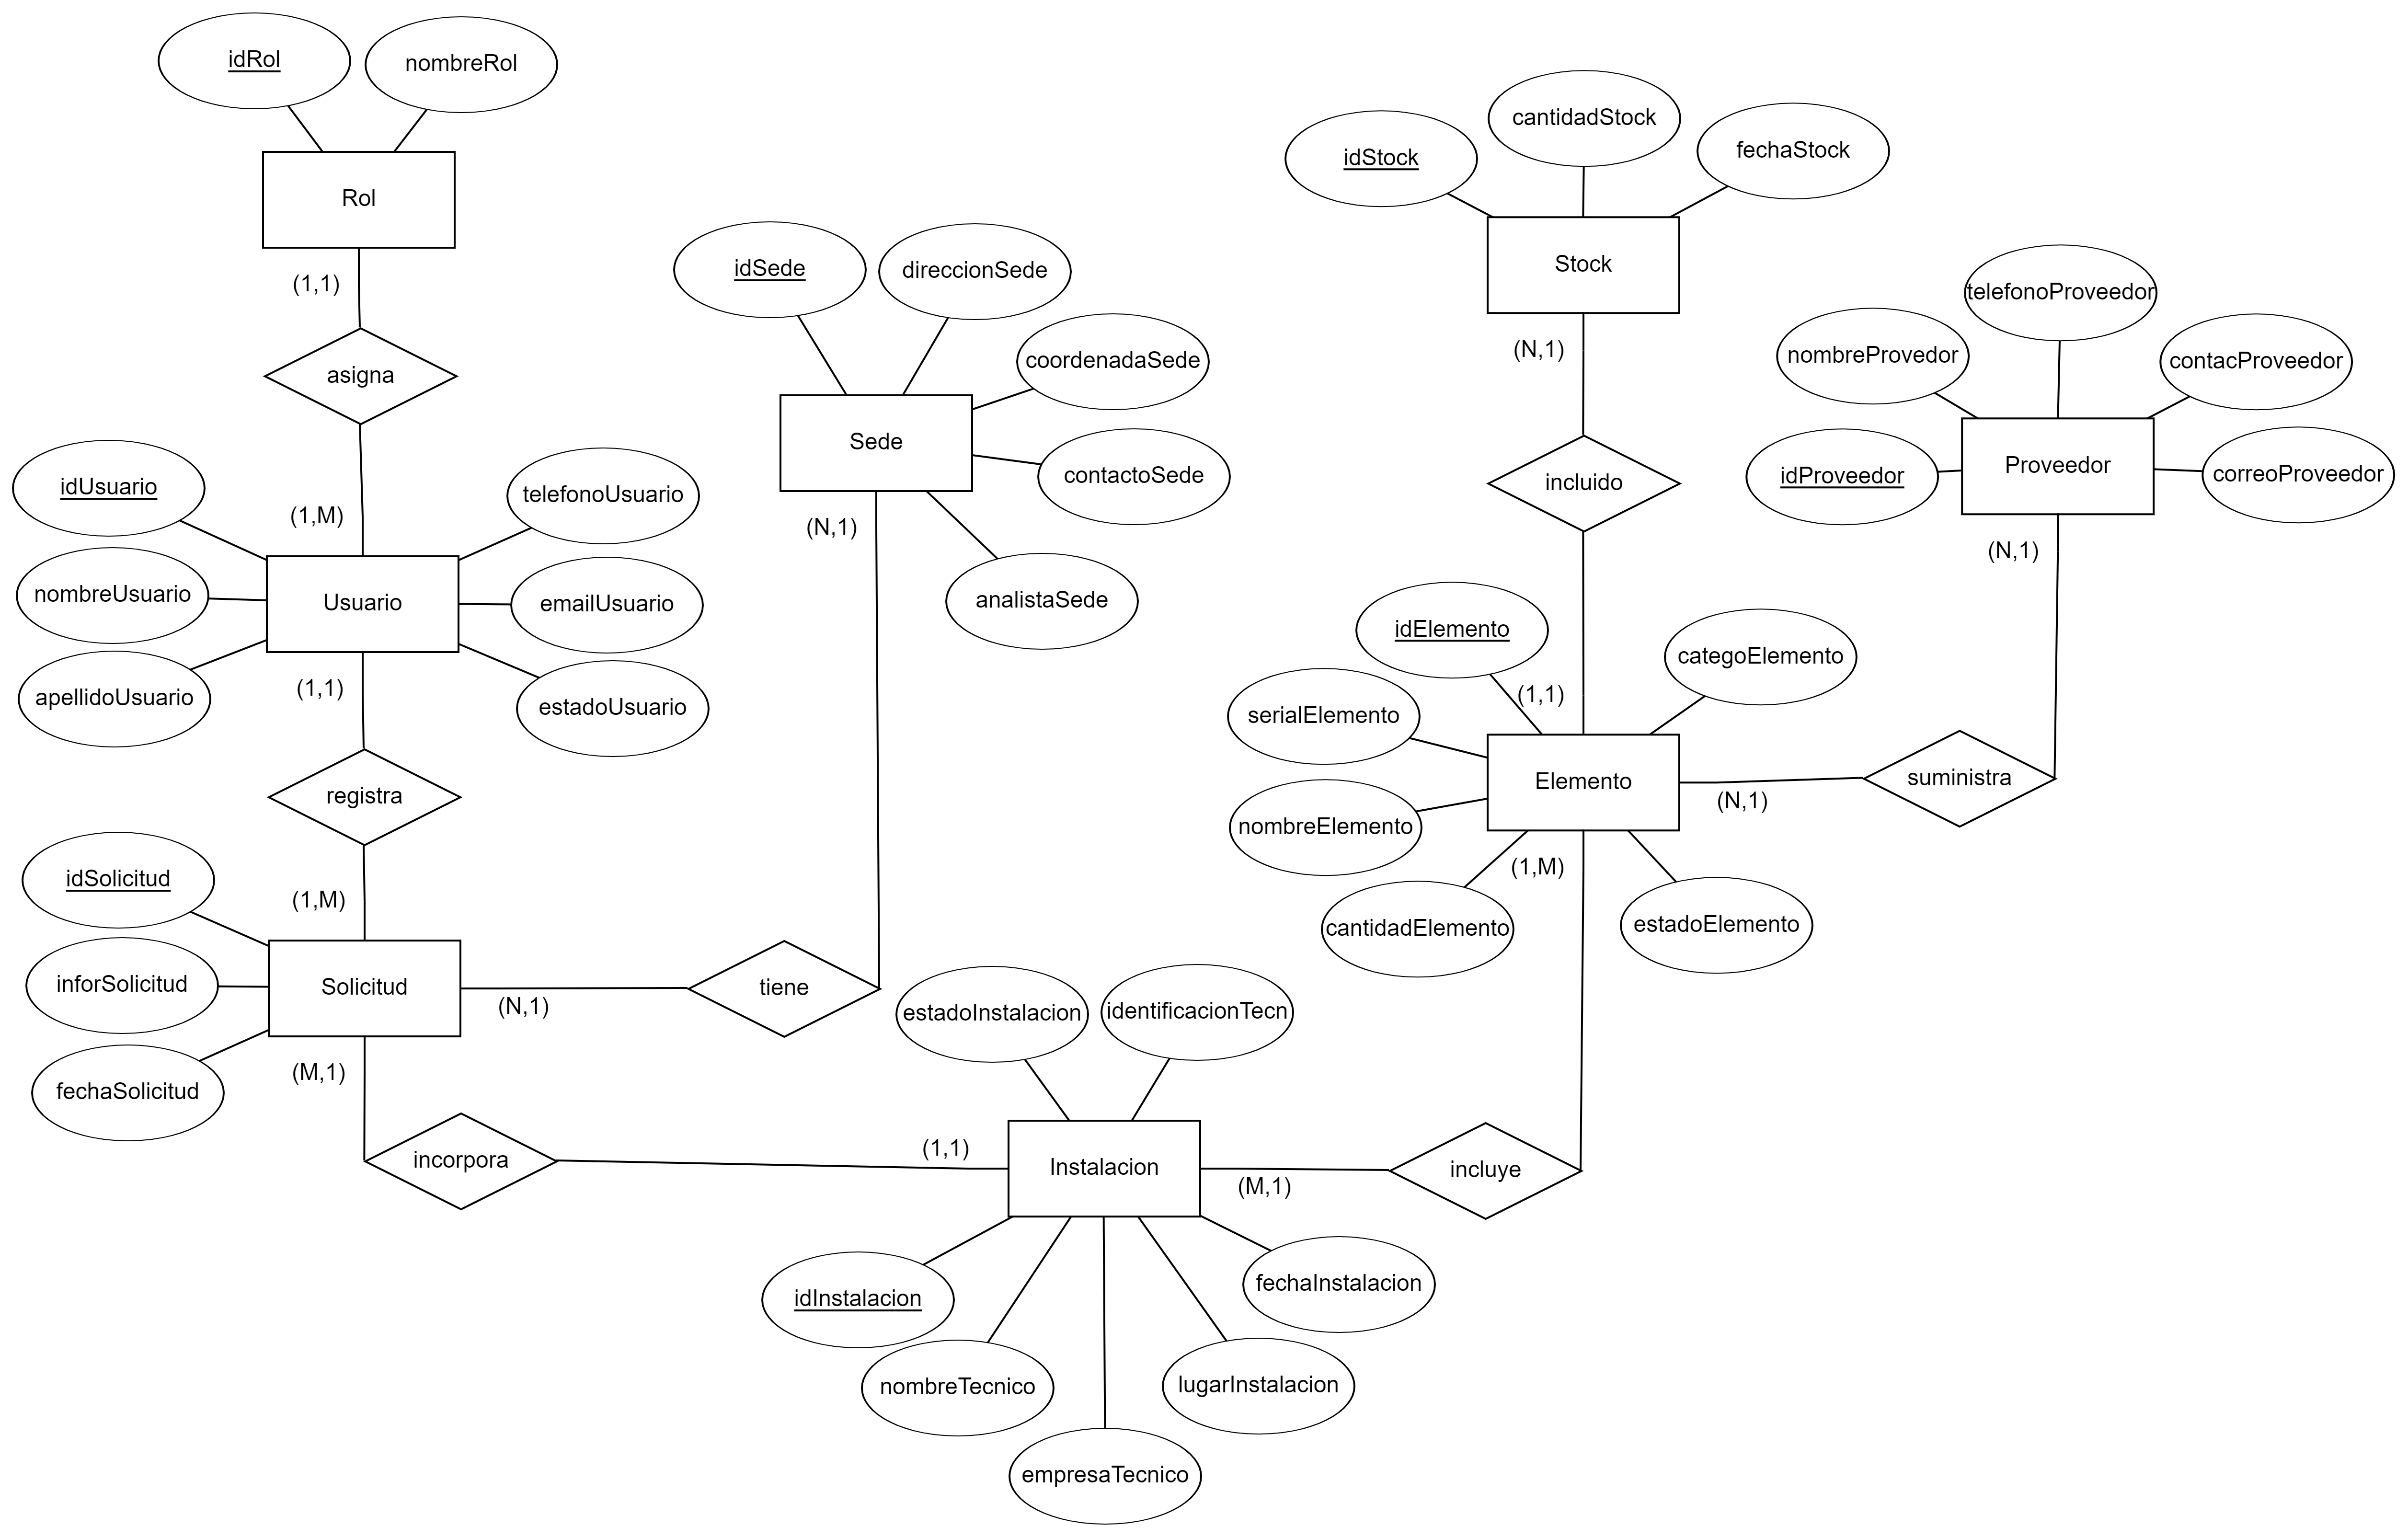 idRol
nombreRol
Rol
(1,1)
asigna
(1,M)
idUsuario
nombreUsuario
apellidoUsuario
Usuario
telefonoUsuario
emailUsuario
estadoUsuario
(1,1)
registra
(1,M)
idSolicitud
inforSolicitud
fechaSolicitud
Solicitud
(N,1)
tiene
(M,1)
incorpora
(1,1)
idSede
direccionSede
coordenadaSede
contactoSede
analistaSede
Sede
(N,1)
estadoInstalacion
identificacionTecn
Instalacion
(M,1)
incluye
idInstalacion
nombreTecnico
empresaTecnico
lugarInstalacion
fechaInstalacion
idStock
cantidadStock
fechaStock
Stock
(N,1)
incluido
(1,1)
idElemento
categoElemento
serialElemento
nombreElemento
cantidadElemento
estadoElemento
Elemento
(1,M)
(N,1)
suministra
nombreProvedor
telefonoProveedor
contacProveedor
idProveedor
Proveedor
correoProveedor
(N,1)